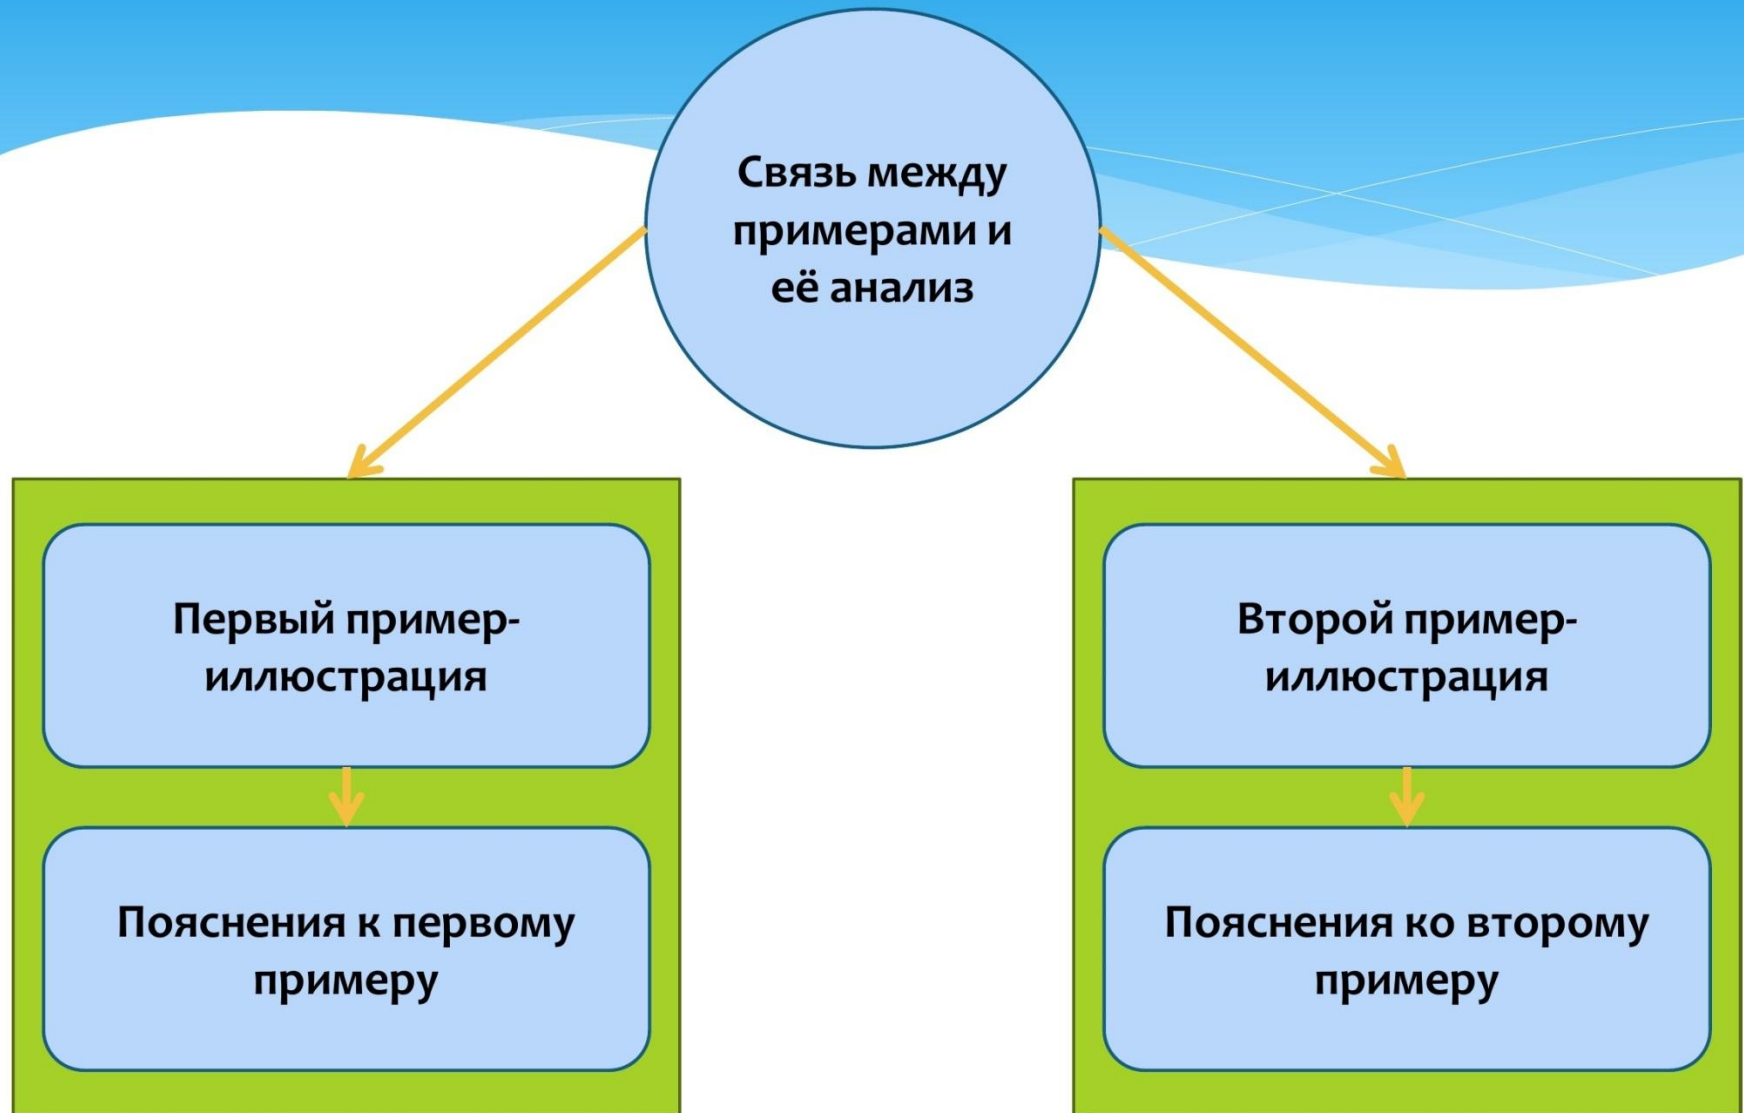 Связь между
примерами и
её анализ
Первый пример-
иллюстрация
Пояснения к первому
примеру
Второй пример-
иллюстрация
Пояснения ко второму
примеру